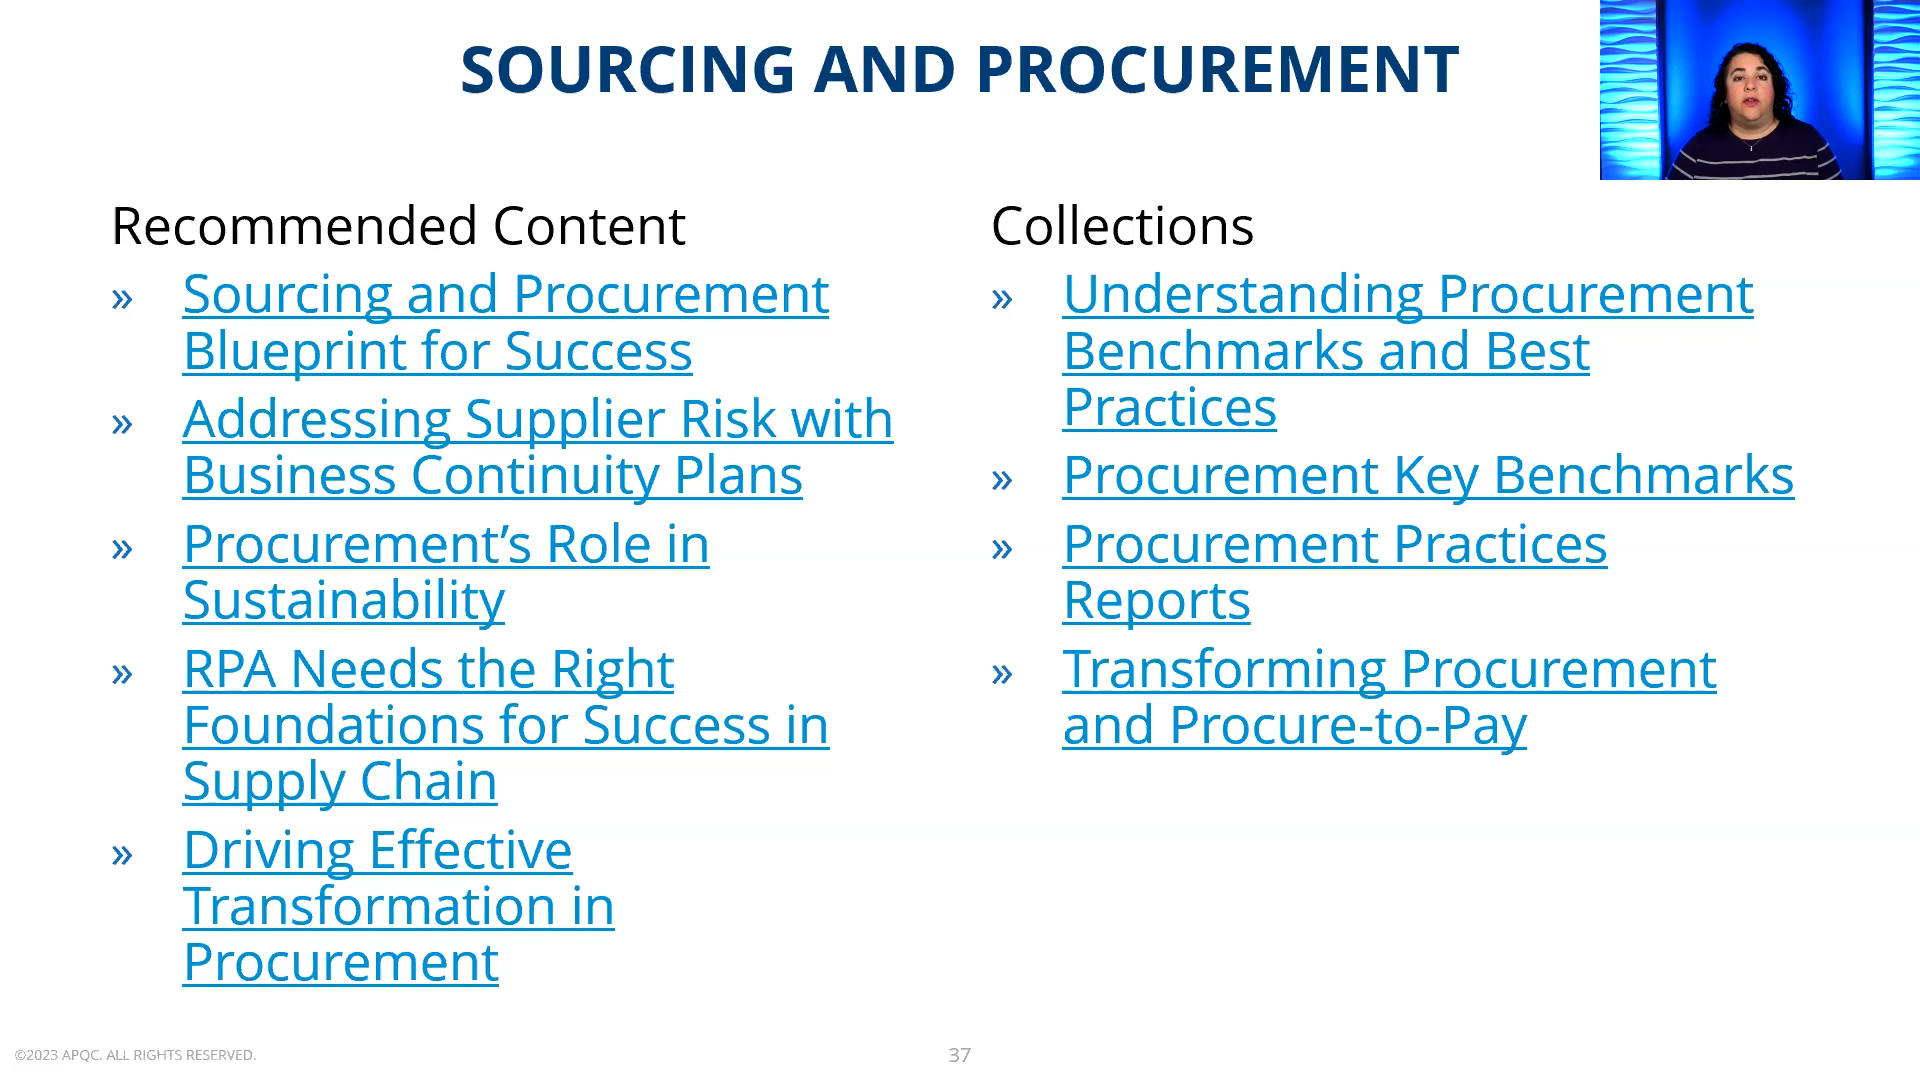 SOURCING AND PROCUREMENT
Recommended Content
» Sourcing and Procurement
Blueprint for Success
» Addressing Supplier Risk with
Business Continuity Plans
» Procurement’s Role in
Sustainability
» RPA Needs the Right
Foundations for Success in
Supply Chain
» Driving Effective
Transformation in
Procurement
Collections
» Understanding Procurement
Benchmarks and Best
Practices
» Procurement Key Benchmarks
» Procurement Practices
Reports
» Transforming Procurement
and Procure-to-Pay
©2023 APQC. ALL RIGHTS RESERVED.
37